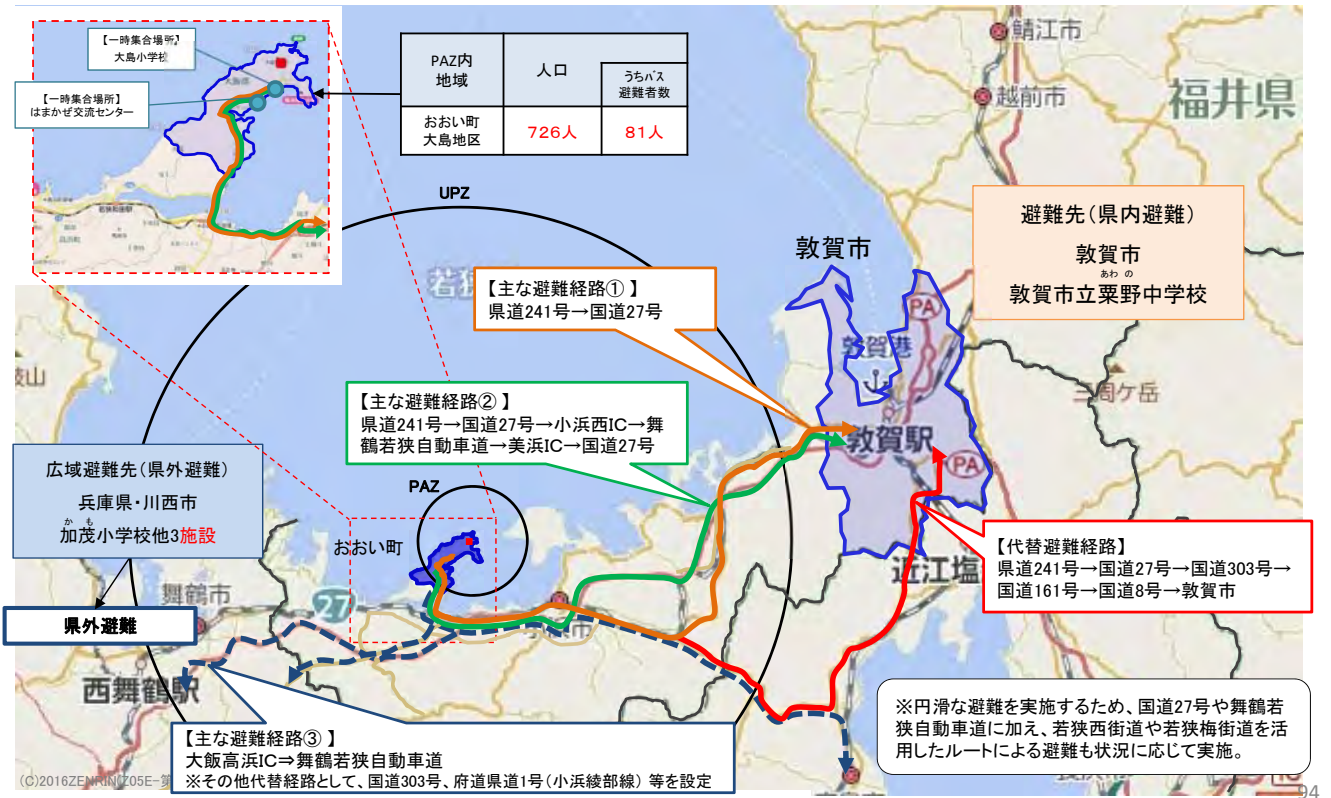 【一時集合場所】
大島小学校
【一時集合場所】
はまかぜ交流センター
PAZ内
地域
人口
うちバス
避難者数
おおい町
大島地区
726人
81人
鯖江市
越前市
福井県
UPZ
敦賀市
避難先(県内避難)
敦賀市
あわ の
敦賀市立粟野中学校
若狭
【主な避難経路①】
県道241号→国道27号
PA
敦賀港
三周ケ岳
【主な避難経路②】
県道241号→国道27号→小浜西IC→舞
鶴若狭自動車道→美浜IC→国道27号
敦賀駅
PA
広域避難先(県外避難)
兵庫県・川西市
か も
加茂小学校他3施設
PAZ
おおい町
【代替避難経路】
県道241号→国道27号→国道303号→
国道161号→国道8号→敦賀市
近江塩
舞鶴市
27
県外避難
西舞鶴駅
※円滑な避難を実施するため、国道27号や舞鶴若
狭自動車道に加え、若狭西街道や若狭梅街道を活
用したルートによる避難も状況に応じて実施。
【主な避難経路③】
大飯高浜IC⇒舞鶴若狭自動車道
※その他代替経路として、国道303号、府道県道1号(小浜綾部線) 等を設定
(C)2016ZENRIN(Z05E-第
94